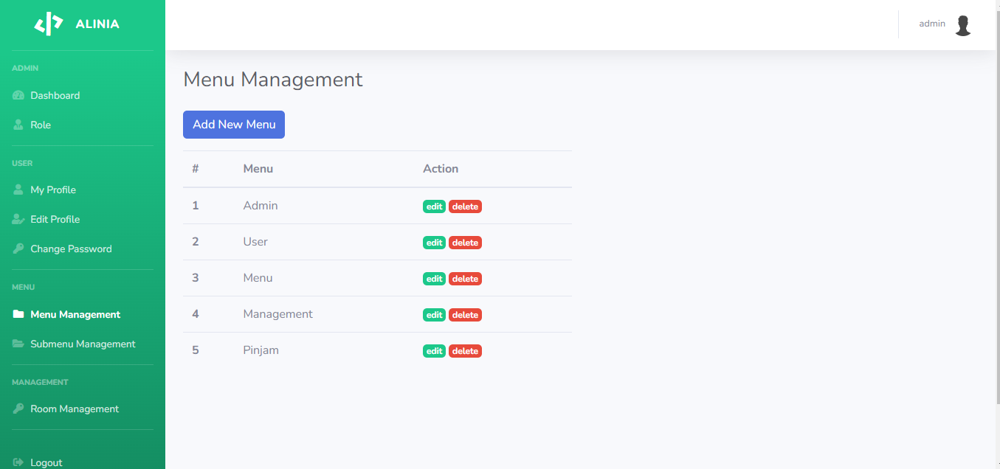 ALINIA
admin
ADMIN
Dashboard
Role
USER
My Profile
Edit Profile
Change Password
MENU
Menu Management
Submenu Management
MANAGEMENT
Room Management
Logout
Menu Management
Add New Menu
# Menu Action
1 Admin edit delete
2 User edit delete
3 Menu edit delete
4 Management edit delete
5 Pinjam edit delete